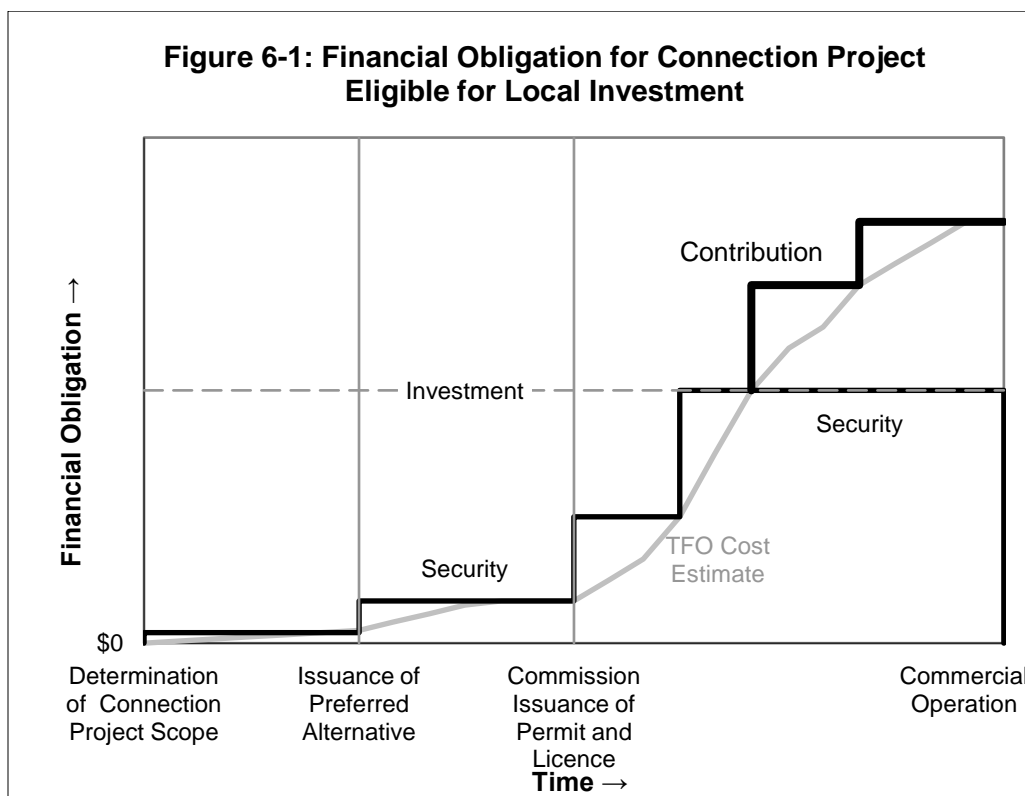 Figure 6-1: Financial Obligation for Connection Project
Eligible for Local Investment
Financial Obligation →
Contribution
Investment
Security
TFO Cost
Estimate
Security
$0
Determination
of Connection
Project Scope
Issuance of
Preferred
Alternative
Commission
Issuance of
Permit and
Licence
Commercial
Operation
Time →